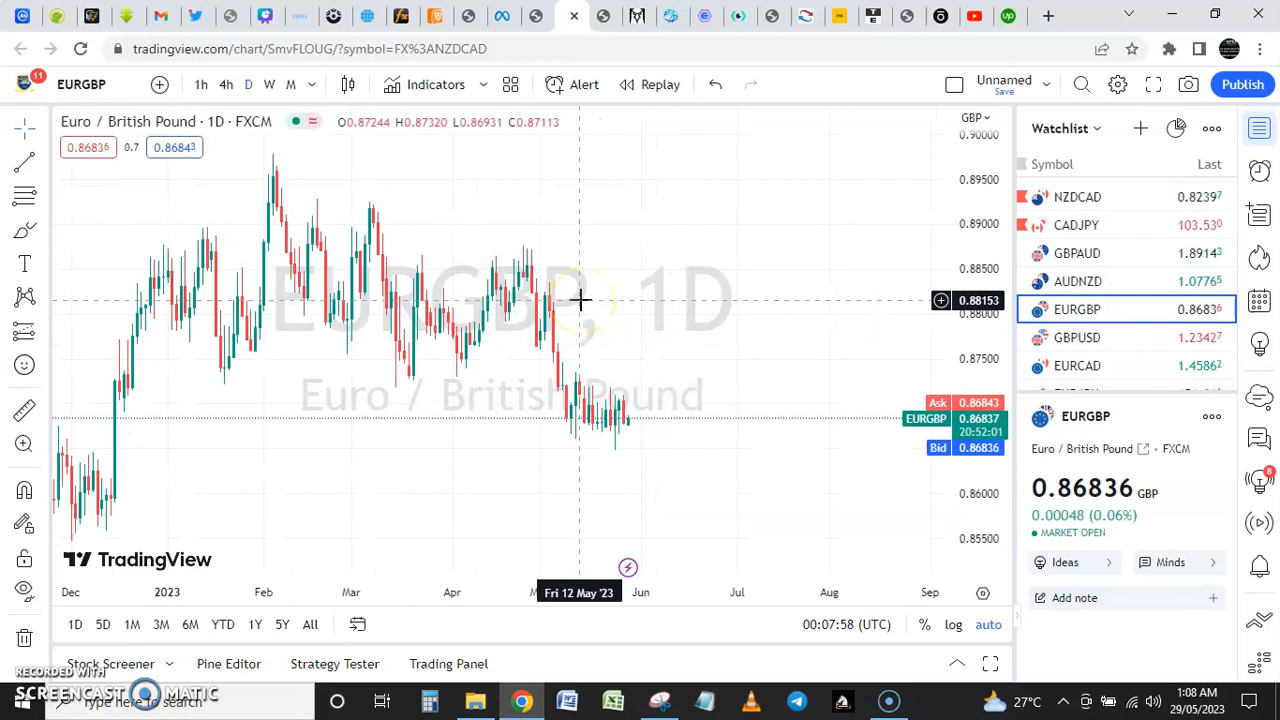 tradingview.com/chart/SmvFLOUG/?symbol=FX%3ANZDCAD
11
EURGBP
1h 4h D W M
Indicators
Alert
Replay
Unnamed
Save
Publish
Euro / British Pound · 1D · FXCM
O0.87244 H0.87320 L0.86931 C0.87113
0.86836
0.7
0.86843
GBP
0.90000
0.89500
0.89000
0.88500
0.88153
0.88000
0.87500
Ask 0.86843
EURGBP 0.86837
20:52:01
Bid 0.86836
0.86000
0.85500
EURGBP, 1D
Euro / British Pound
TradingView
Dec 2023 Feb Mar Apr
Fri 12 May '23
Jun Jul Aug Sep
1D 5D 1M 3M 6M YTD 1Y 5Y All
00:07:58 (UTC)
% log auto
Stock Screener
Pine Editor
Strategy Tester
Trading Panel
Watchlist
Symbol Last
NZDCAD 0.82397
CADJPY 103.530
GBPAUD 1.89143
AUDNZD 1.07765
EURGBP 0.86836
GBPUSD 1.23427
EURCAD 1.45862
EURGBP
Euro / British Pound · FXCM
0.86836 GBP
0.00048 (0.06%)
MARKET OPEN
Ideas
Minds
Add note
8
RECORDED WITH
SCREENCAST MATIC
Type here to search
27°C
1:08 AM
29/05/2023